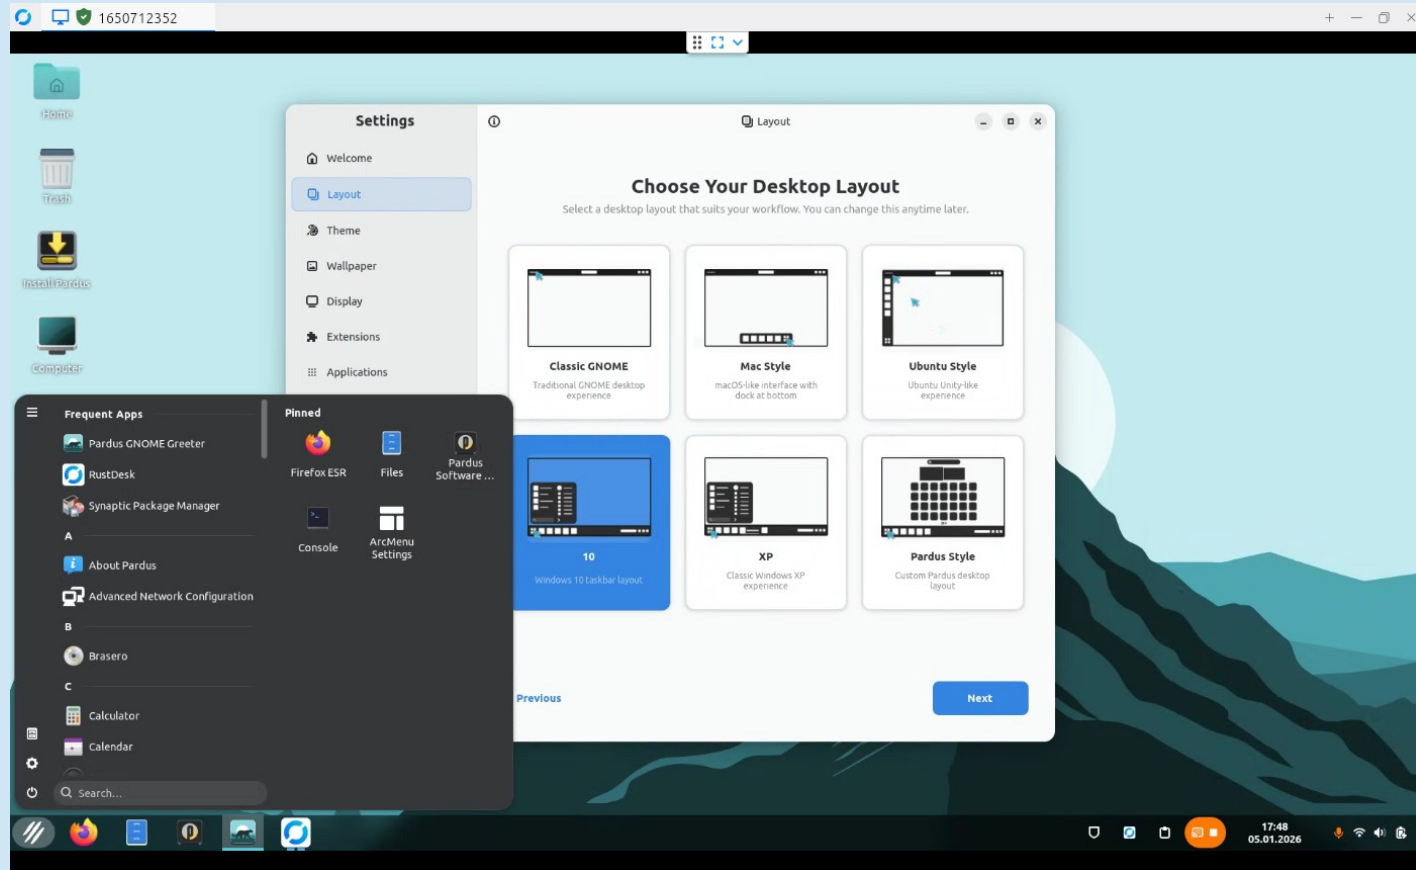 1650712352
Home
Trash
Install Pardus
Computer
Settings
Welcome
Layout
Theme
Wallpaper
Display
Extensions
Applications
Layout
Choose Your Desktop Layout
Select a desktop layout that suits your workflow. You can change this anytime later.
Classic GNOME
Traditional GNOME desktop
experience
Mac Style
macOS-like interface with
dock at bottom
Ubuntu Style
Ubuntu Unity-like
experience
10
Windows 10 taskbar layout
XP
Classic Windows XP
experience
Pardus Style
Custom Pardus desktop
layout
Previous
Next
Frequent Apps
Pardus GNOME Greeter
RustDesk
Synaptic Package Manager
A
About Pardus
Advanced Network Configuration
B
Brasero
C
Calculator
Calendar
Search...
Pinned
Firefox ESR
Files
Pardus
Software ...
Console
ArcMenu
Settings
17:48
05.01.2026